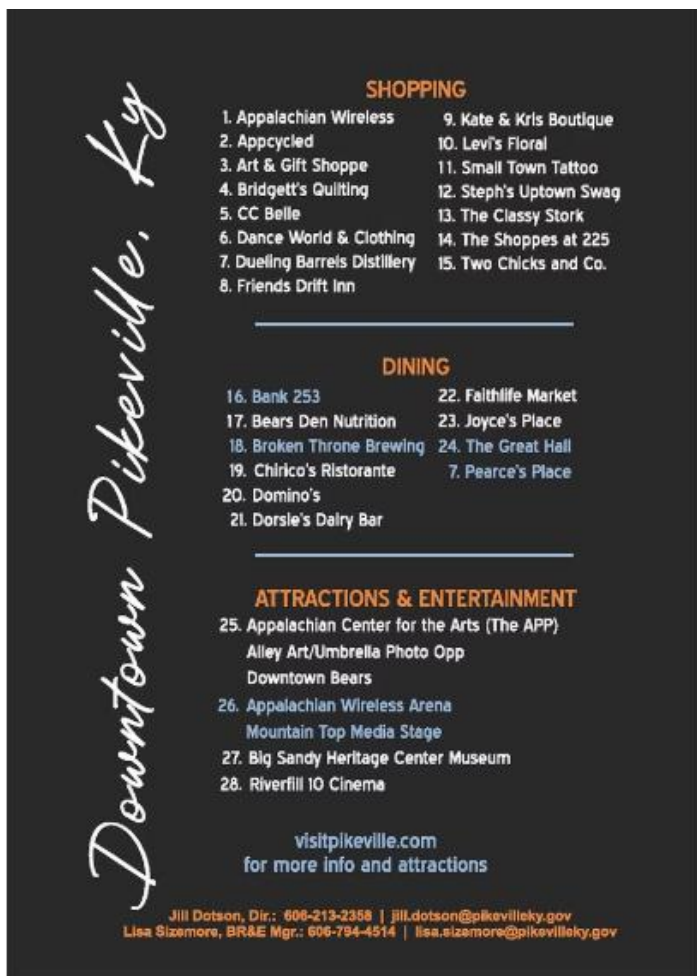 Downtown Pikeville, Ky
SHOPPING
1. Appalachian Wireless
2. Appcycled
3. Art & Gift Shoppe
4. Bridgett's Quilting
5. CC Belle
6. Dance World & Clothing
7. Dueling Barrels Distillery
8. Friends Drift Inn
9. Kate & Kris Boutique
10. Levi's Floral
11. Small Town Tattoo
12. Steph's Uptown Swag
13. The Classy Stork
14. The Shoppes at 225
15. Two Chicks and Co.
DINING
16. Bank 253
17. Bears Den Nutrition
18. Broken Throne Brewing
19. Chirico's Ristorante
20. Domino's
21. Dorsie's Dairy Bar
22. Faithlife Market
23. Joyce's Place
24. The Great Hall
7. Pearce's Place
ATTRACTIONS & ENTERTAINMENT
25. Appalachian Center for the Arts (The APP)
Alley Art/Umbrella Photo Opp
Downtown Bears
26. Appalachian Wireless Arena
Mountain Top Media Stage
27. Big Sandy Heritage Center Museum
28. Riverfill 10 Cinema
visitpikeville.com
for more info and attractions
Jill Dotson, Dir.: 606-213-2358 | jill.dotson@pikevilleky.gov
Lisa Sizemore, BR&E Mgr.: 606-794-4514 | lisa.sizemore@pikevilleky.gov